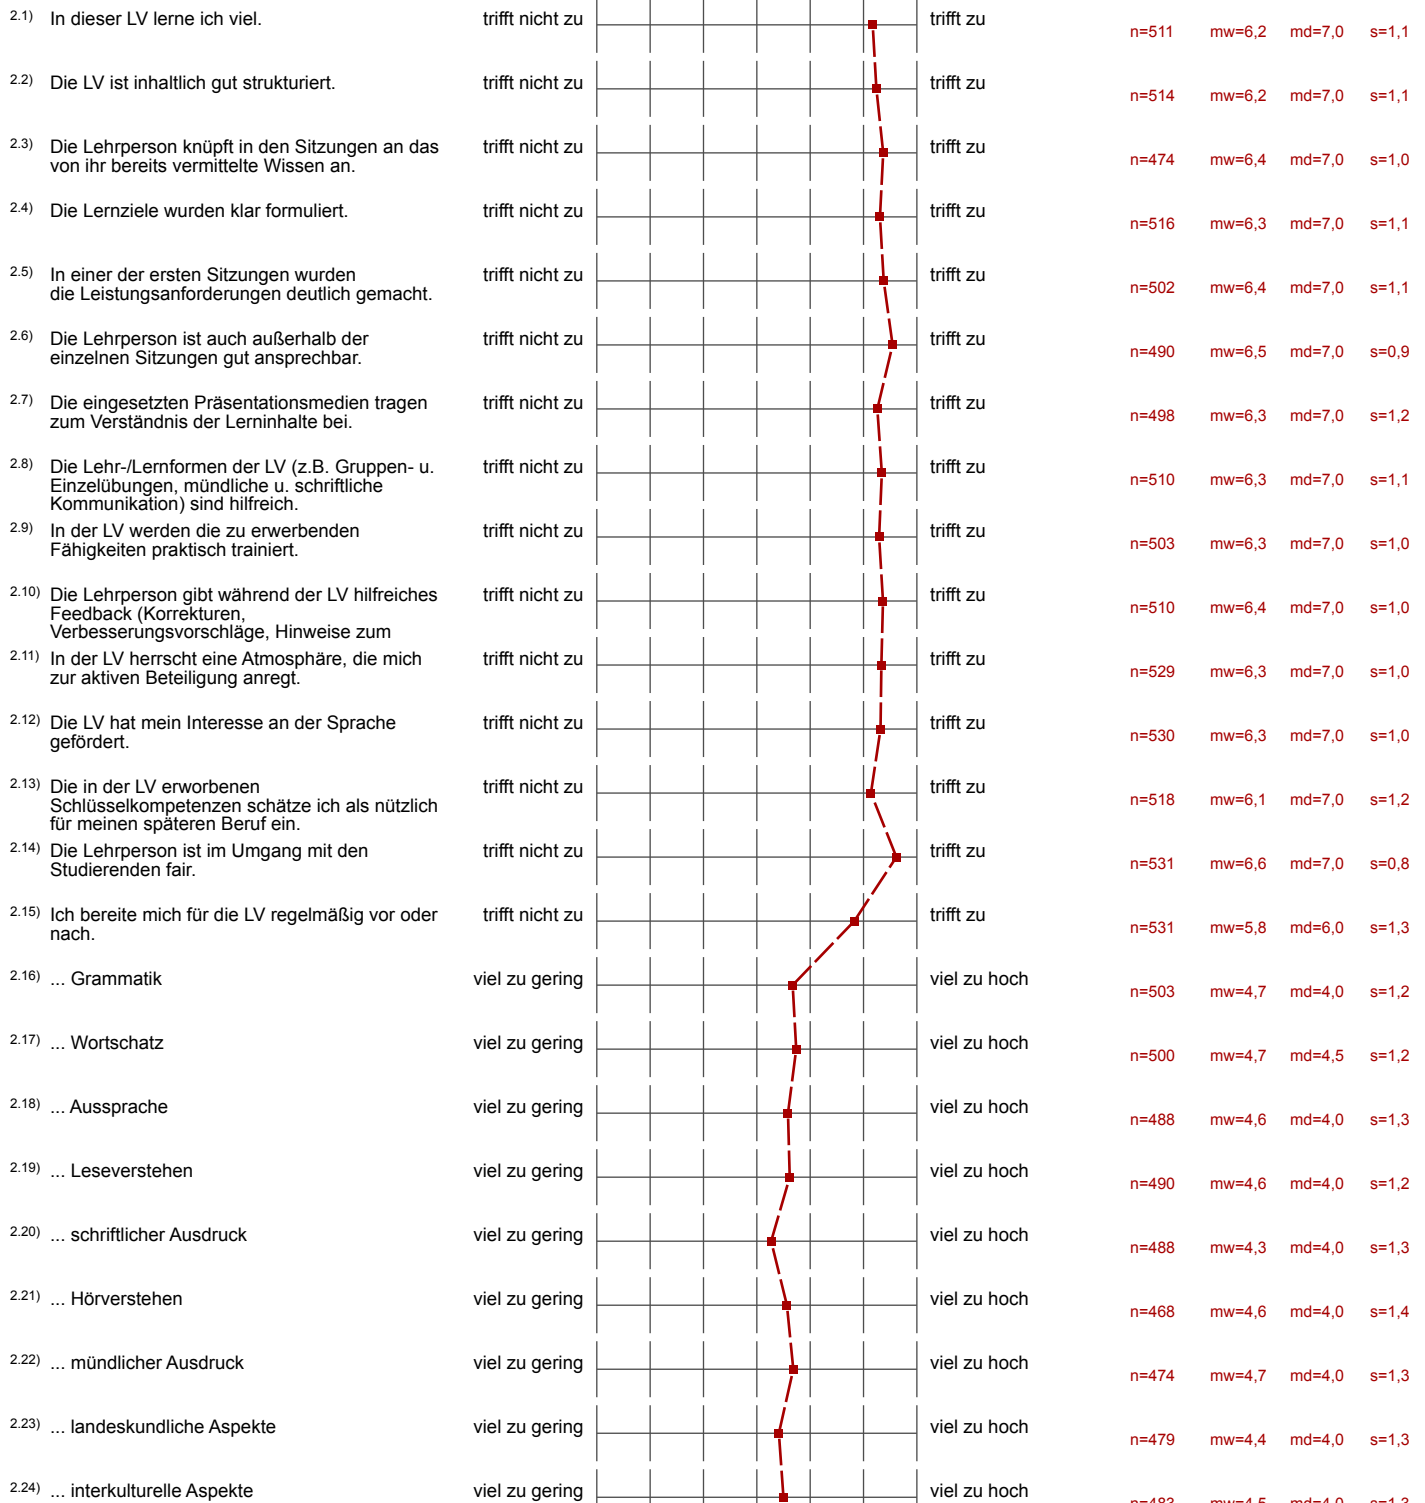 2.1) In dieser LV lerne ich viel. trifft nicht zu trifft zu n=511 mw=6,2 md=7,0 s=1,1
2.2) Die LV ist inhaltlich gut strukturiert. trifft nicht zu trifft zu n=514 mw=6,2 md=7,0 s=1,1
2.3) Die Lehrperson knüpft in den Sitzungen an das trifft nicht zu trifft zu
von ihr bereits vermittelte Wissen an. n=474 mw=6,4 md=7,0 s=1,0
2.4) Die Lernziele wurden klar formuliert. trifft nicht zu trifft zu n=516 mw=6,3 md=7,0 s=1,1
2.5) In einer der ersten Sitzungen wurden trifft nicht zu trifft zu
die Leistungsanforderungen deutlich gemacht. n=502 mw=6,4 md=7,0 s=1,1
2.6) Die Lehrperson ist auch außerhalb der trifft nicht zu trifft zu
einzelnen Sitzungen gut ansprechbar. n=490 mw=6,5 md=7,0 s=0,9
2.7) Die eingesetzten Präsentationsmedien tragen trifft nicht zu trifft zu
zum Verständnis der Lerninhalte bei. n=498 mw=6,3 md=7,0 s=1,2
2.8) Die Lehr-/Lernformen der LV (z.B. Gruppen- u. trifft nicht zu trifft zu
Einzelübungen, mündliche u. schriftliche n=510 mw=6,3 md=7,0 s=1,1
Kommunikation) sind hilfreich.
2.9) In der LV werden die zu erwerbenden trifft nicht zu trifft zu
Fähigkeiten praktisch trainiert. n=503 mw=6,3 md=7,0 s=1,0
2.10) Die Lehrperson gibt während der LV hilfreiches trifft nicht zu trifft zu
Feedback (Korrekturen, n=510 mw=6,4 md=7,0 s=1,0
Verbesserungsvorschläge, Hinweise zum
2.11) In der LV herrscht eine Atmosphäre, die mich trifft nicht zu trifft zu
zur aktiven Beteiligung anregt. n=529 mw=6,3 md=7,0 s=1,0
2.12) Die LV hat mein Interesse an der Sprache trifft nicht zu trifft zu
gefördert. n=530 mw=6,3 md=7,0 s=1,0
2.13) Die in der LV erworbenen trifft nicht zu trifft zu
Schlüsselkompetenzen schätze ich als nützlich n=518 mw=6,1 md=7,0 s=1,2
für meinen späteren Beruf ein.
2.14) Die Lehrperson ist im Umgang mit den trifft nicht zu trifft zu
Studierenden fair. n=531 mw=6,6 md=7,0 s=0,8
2.15) Ich bereite mich für die LV regelmäßig vor oder trifft nicht zu trifft zu
nach. n=531 mw=5,8 md=6,0 s=1,3
2.16) ... Grammatik viel zu gering viel zu hoch n=503 mw=4,7 md=4,0 s=1,2
2.17) ... Wortschatz viel zu gering viel zu hoch n=500 mw=4,7 md=4,5 s=1,2
2.18) ... Aussprache viel zu gering viel zu hoch n=488 mw=4,6 md=4,0 s=1,3
2.19) ... Leseverstehen viel zu gering viel zu hoch n=490 mw=4,6 md=4,0 s=1,2
2.20) ... schriftlicher Ausdruck viel zu gering viel zu hoch n=488 mw=4,3 md=4,0 s=1,3
2.21) ... Hörverstehen viel zu gering viel zu hoch n=468 mw=4,6 md=4,0 s=1,4
2.22) ... mündlicher Ausdruck viel zu gering viel zu hoch n=474 mw=4,7 md=4,0 s=1,3
2.23) ... landeskundliche Aspekte viel zu gering viel zu hoch n=479 mw=4,4 md=4,0 s=1,3
2.24) ... interkulturelle Aspekte viel zu gering viel zu hoch n=483 mw=4,5 md=4,0 s=1,3